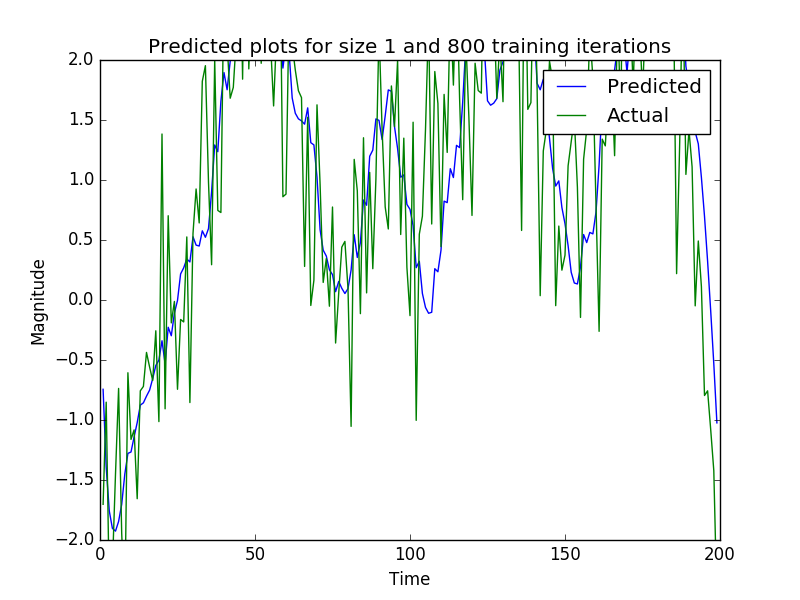 Predicted plots for size 1 and 800 training iterations
Predicted
Actual
Magnitude
2.0
1.5
1.0
0.5
0.0
−0.5
−1.0
−1.5
−2.0
0 50 100 150 200
Time